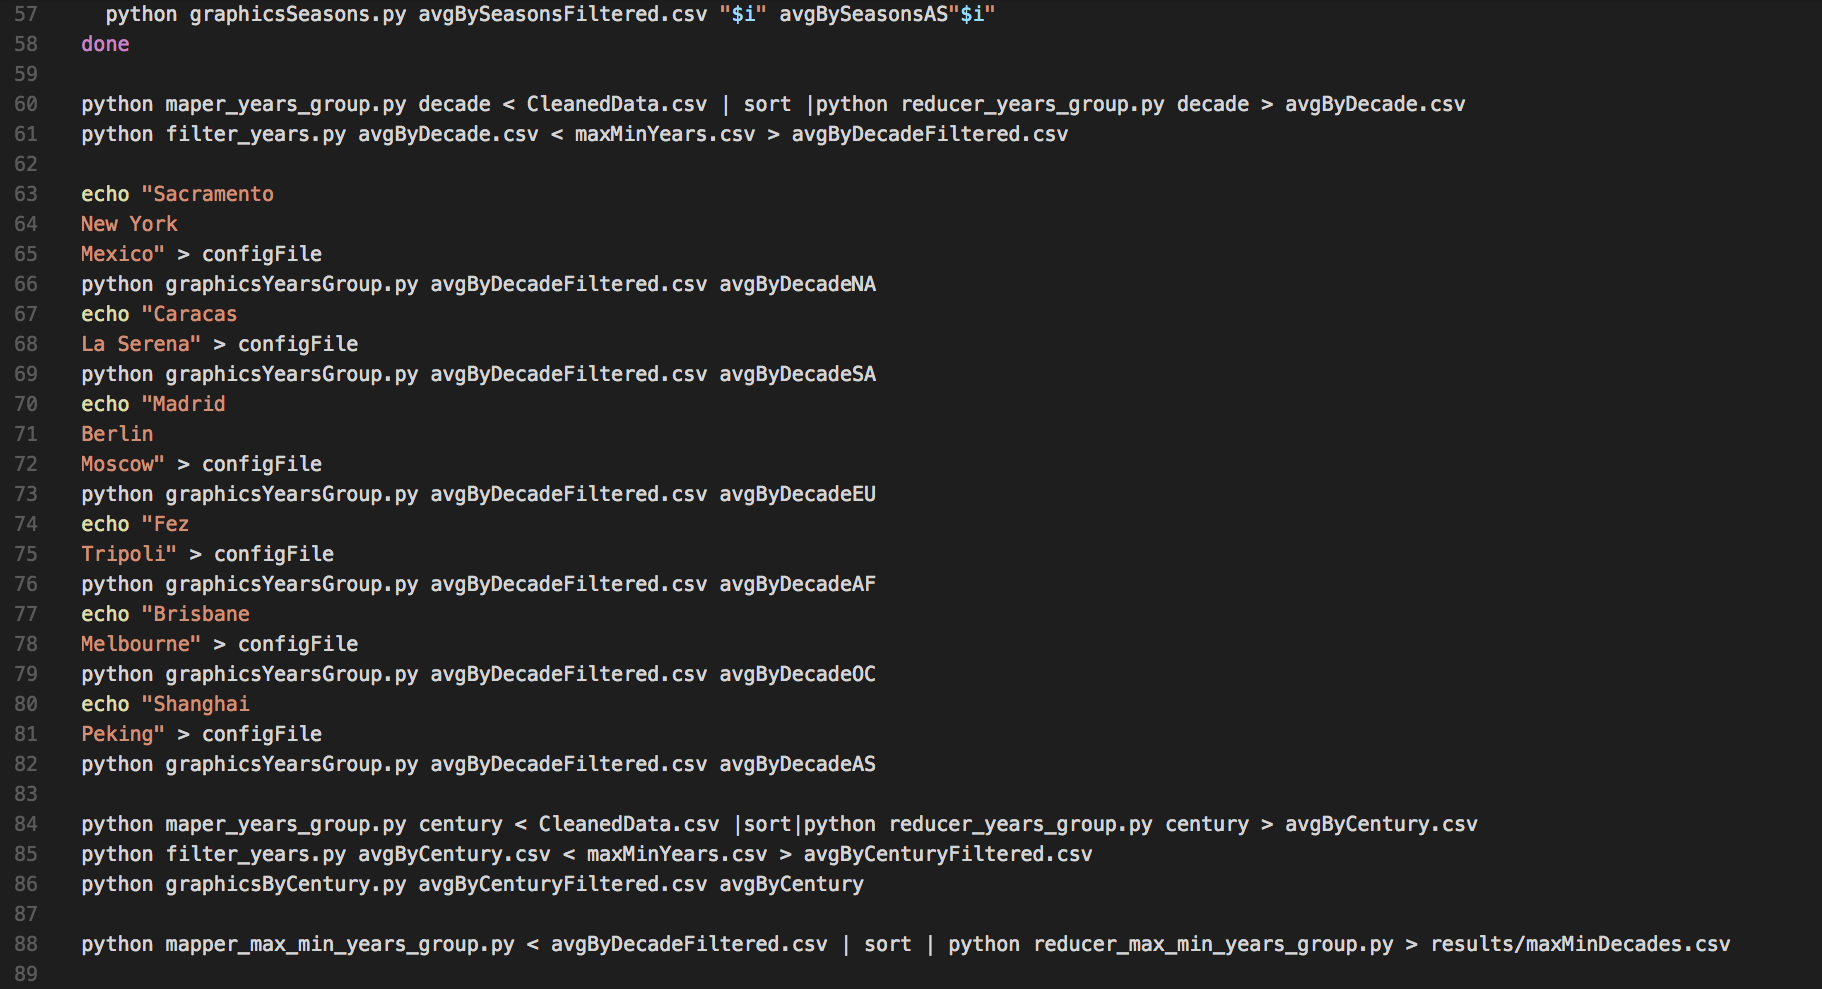 57 python graphicsSeasons.py avgBySeasonsFiltered.csv "$i" avgBySeasonsAS"$i"
58 done
59
60 python maper_years_group.py decade < CleanedData.csv | sort |python reducer_years_group.py decade > avgByDecade.csv
61 python filter_years.py avgByDecade.csv < maxMinYears.csv > avgByDecadeFiltered.csv
62
63 echo "Sacramento
64 New York
65 Mexico" > configFile
66 python graphicsYearsGroup.py avgByDecadeFiltered.csv avgByDecadeNA
67 echo "Caracas
68 La Serena" > configFile
69 python graphicsYearsGroup.py avgByDecadeFiltered.csv avgByDecadeSA
70 echo "Madrid
71 Berlin
72 Moscow" > configFile
73 python graphicsYearsGroup.py avgByDecadeFiltered.csv avgByDecadeEU
74 echo "Fez
75 Tripoli" > configFile
76 python graphicsYearsGroup.py avgByDecadeFiltered.csv avgByDecadeAF
77 echo "Brisbane
78 Melbourne" > configFile
79 python graphicsYearsGroup.py avgByDecadeFiltered.csv avgByDecadeOC
80 echo "Shanghai
81 Peking" > configFile
82 python graphicsYearsGroup.py avgByDecadeFiltered.csv avgByDecadeAS
83
84 python maper_years_group.py century < CleanedData.csv |sort|python reducer_years_group.py century > avgByCentury.csv
85 python filter_years.py avgByCentury.csv < maxMinYears.csv > avgByCenturyFiltered.csv
86 python graphicsByCentury.py avgByCenturyFiltered.csv avgByCentury
87
88 python mapper_max_min_years_group.py < avgByDecadeFiltered.csv | sort | python reducer_max_min_years_group.py > results/maxMinDecades.csv
89